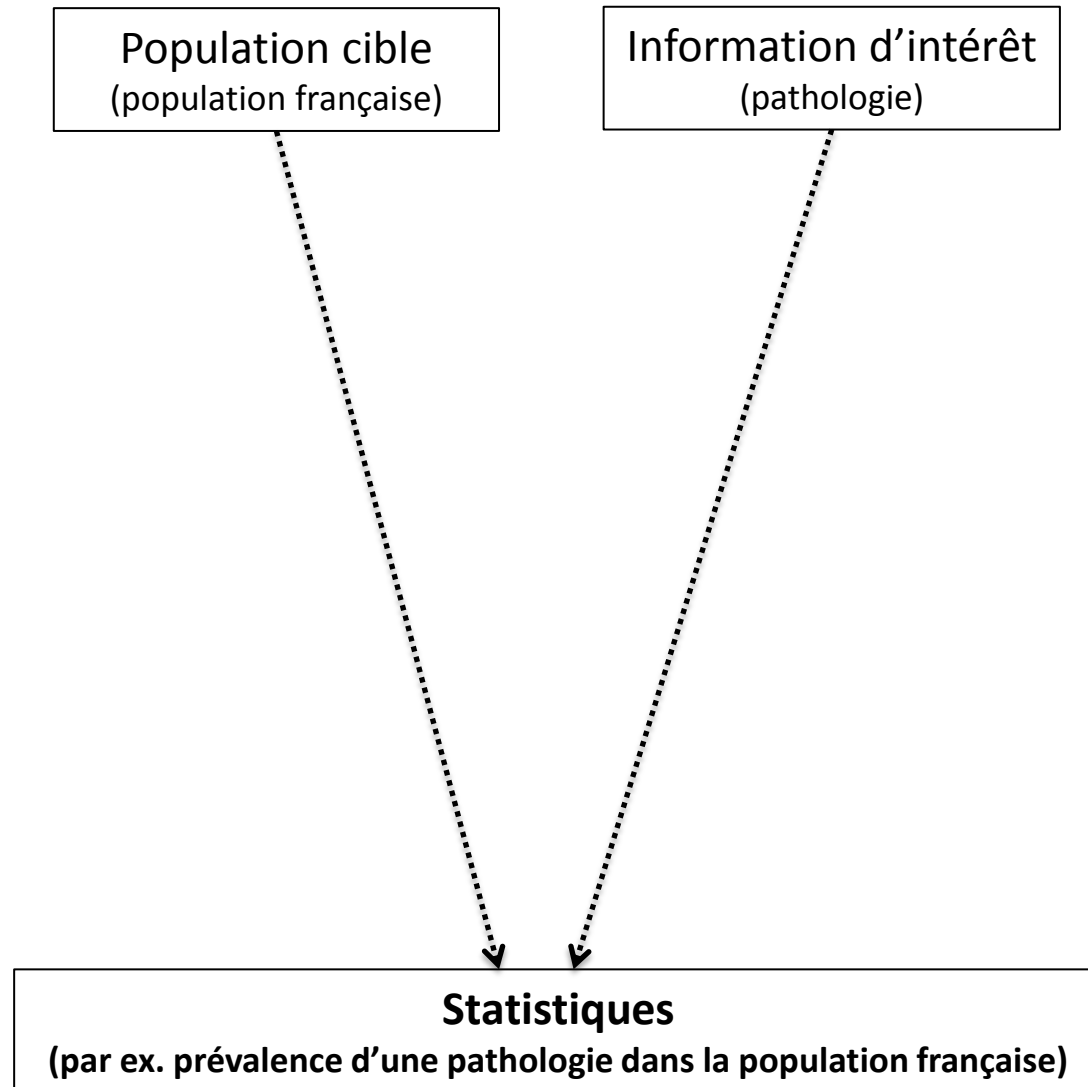 Population cible
(population française)
Information d’intérêt
(pathologie)
Statistiques
(par ex. prévalence d’une pathologie dans la population française)